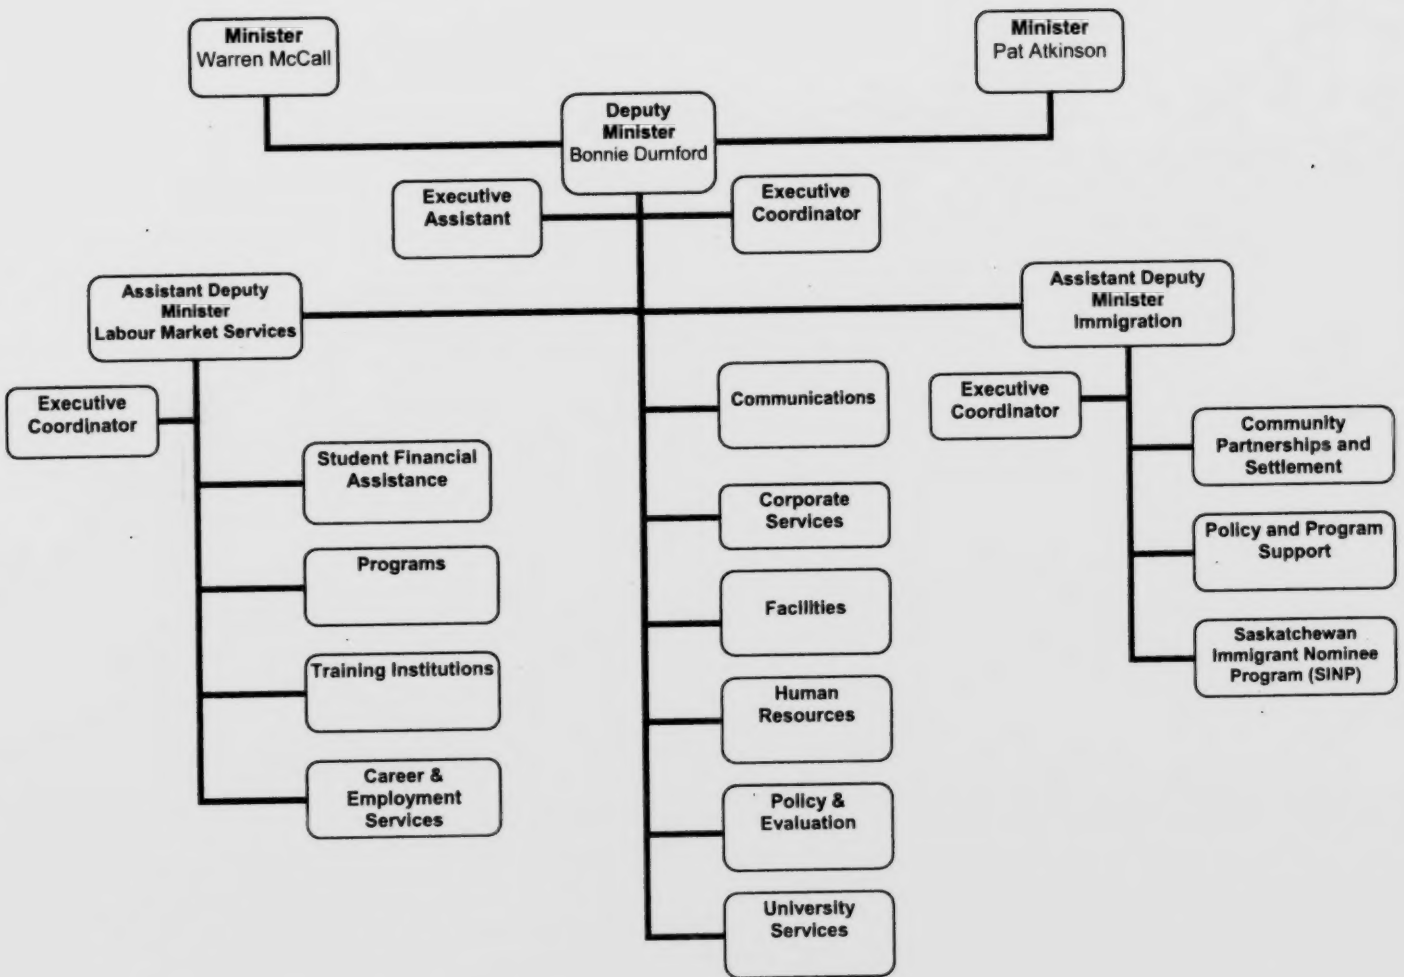 Minister
Warren McCall
Minister
Pat Atkinson
Deputy
Minister
Bonnie Durnford
Executive
Assistant
Executive
Coordinator
Assistant Deputy
Minister
Labour Market Services
Assistant Deputy
Minister
Immigration
Executive
Coordinator
Student Financial
Assistance
Programs
Training Institutions
Career &
Employment
Services
Communications
Corporate
Services
Facilities
Human
Resources
Policy &
Evaluation
University
Services
Executive
Coordinator
Community
Partnerships and
Settlement
Policy and Program
Support
Saskatchewan
Immigrant Nominee
Program (SINP)